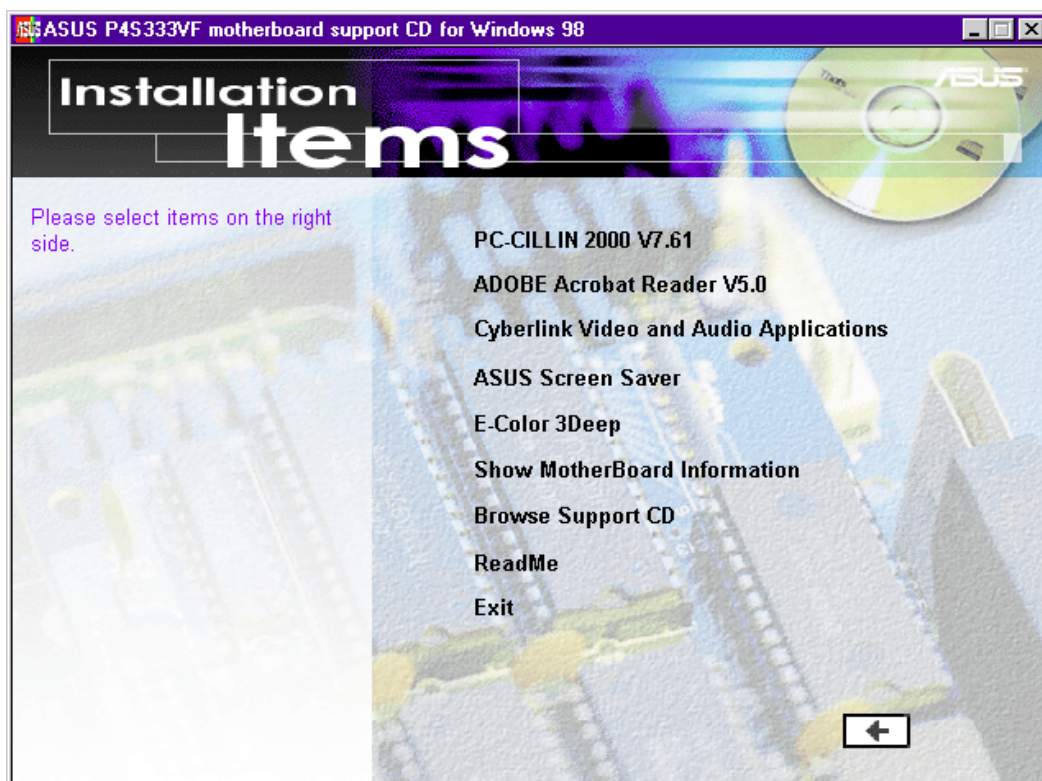 ASUS P4S333VF motherboard support CD for Windows 98
ASUS
Installation
Items
Please select items on the right
side.
PC-CILLIN 2000 V7.61
ADOBE Acrobat Reader V5.0
Cyberlink Video and Audio Applications
ASUS Screen Saver
E-Color 3Deep
Show MotherBoard Information
Browse Support CD
ReadMe
Exit